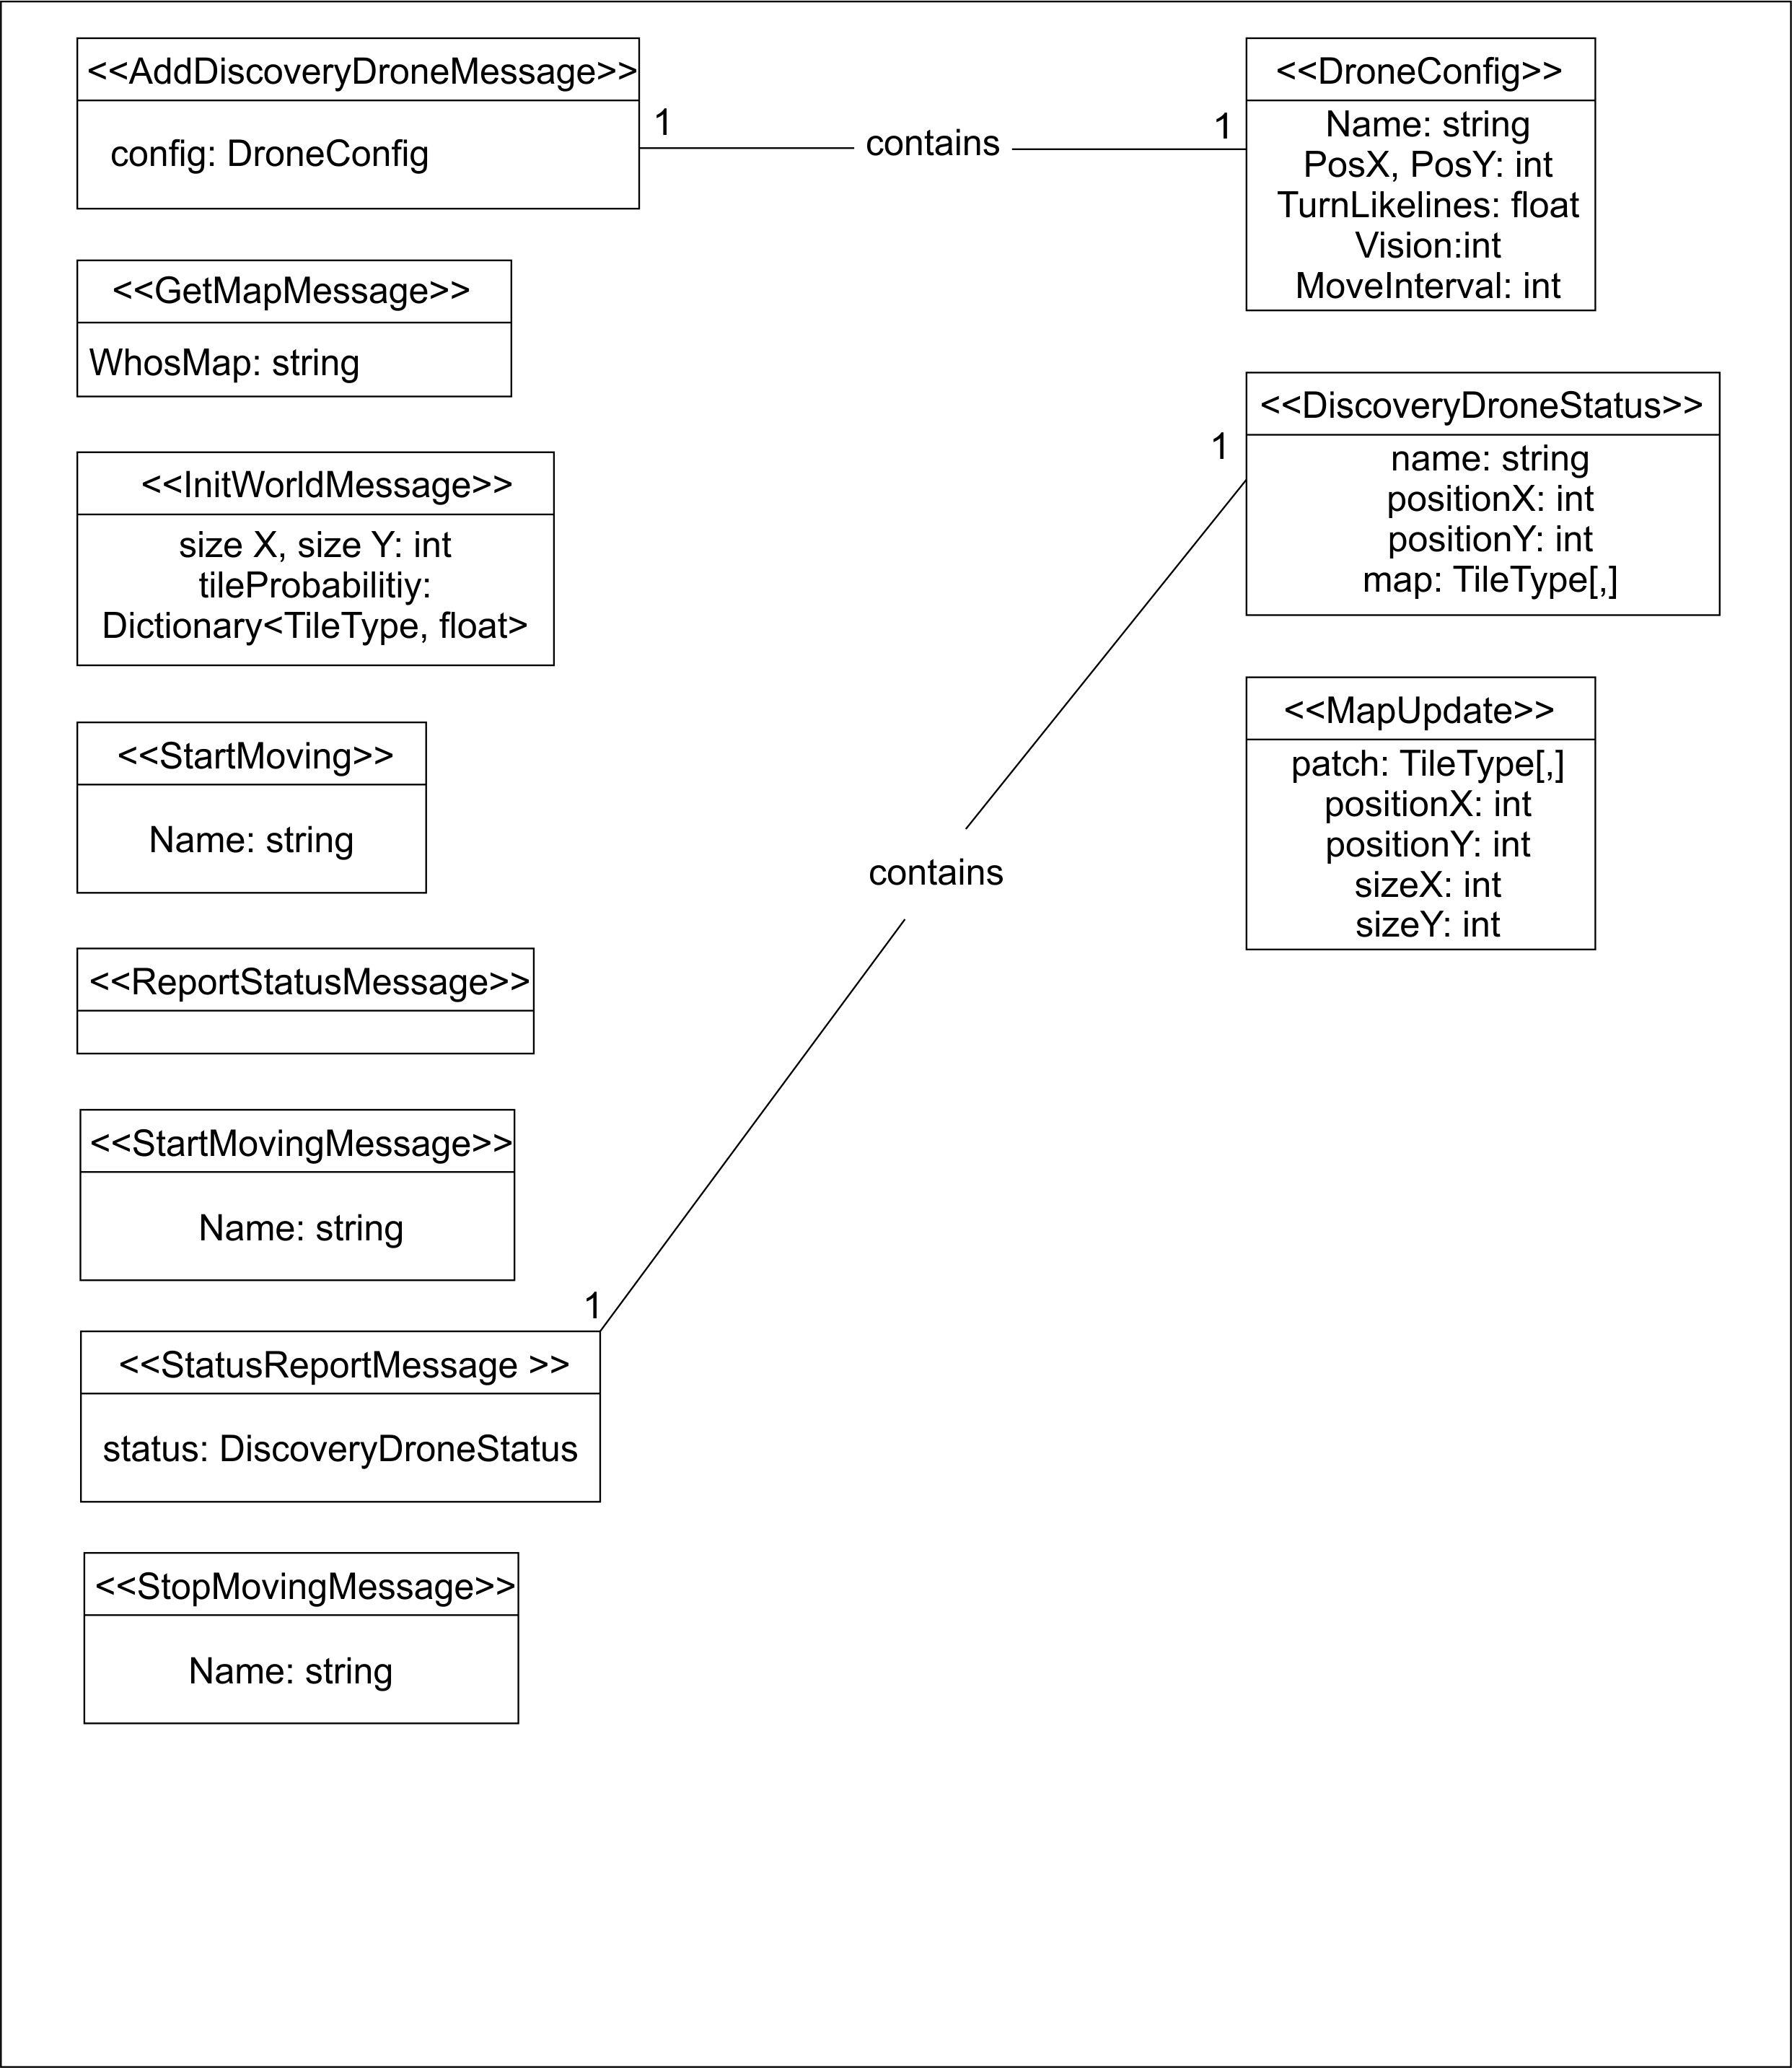 <<AddDiscoveryDroneMessage>>
config: DroneConfig
1
contains
1
<<DroneConfig>>
Name: string
PosX, PosY: int
TurnLikelines: float
Vision:int
MoveInterval: int
<<GetMapMessage>>
WhosMap: string
<<InitWorldMessage>>
size X, size Y: int
tileProbabilitiy:
Dictionary<TileType, float>
<<StartMoving>>
Name: string
<<ReportStatusMessage>>
<<StartMovingMessage>>
Name: string
1
<<StatusReportMessage >>
status: DiscoveryDroneStatus
<<StopMovingMessage>>
Name: string
contains
1
<<DiscoveryDroneStatus>>
name: string
positionX: int
positionY: int
map: TileType[,]
<<MapUpdate>>
patch: TileType[,]
positionX: int
positionY: int
sizeX: int
sizeY: int